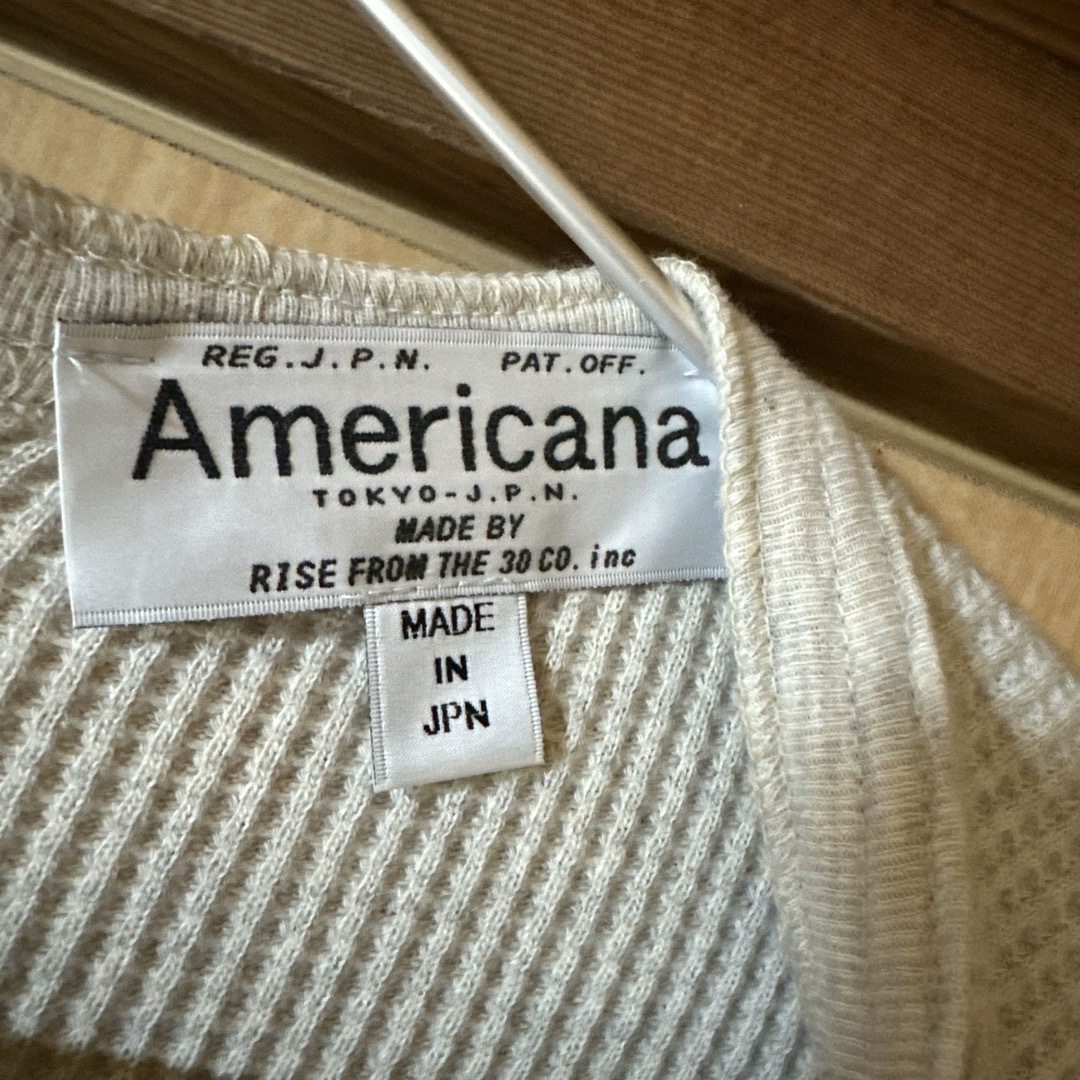 REG.J.P.N. PAT.OFF.
Americana
TOKYO-J.P.N.
MADE BY
RISE FROM THE 30 CO. inc
MADE
IN
JPN